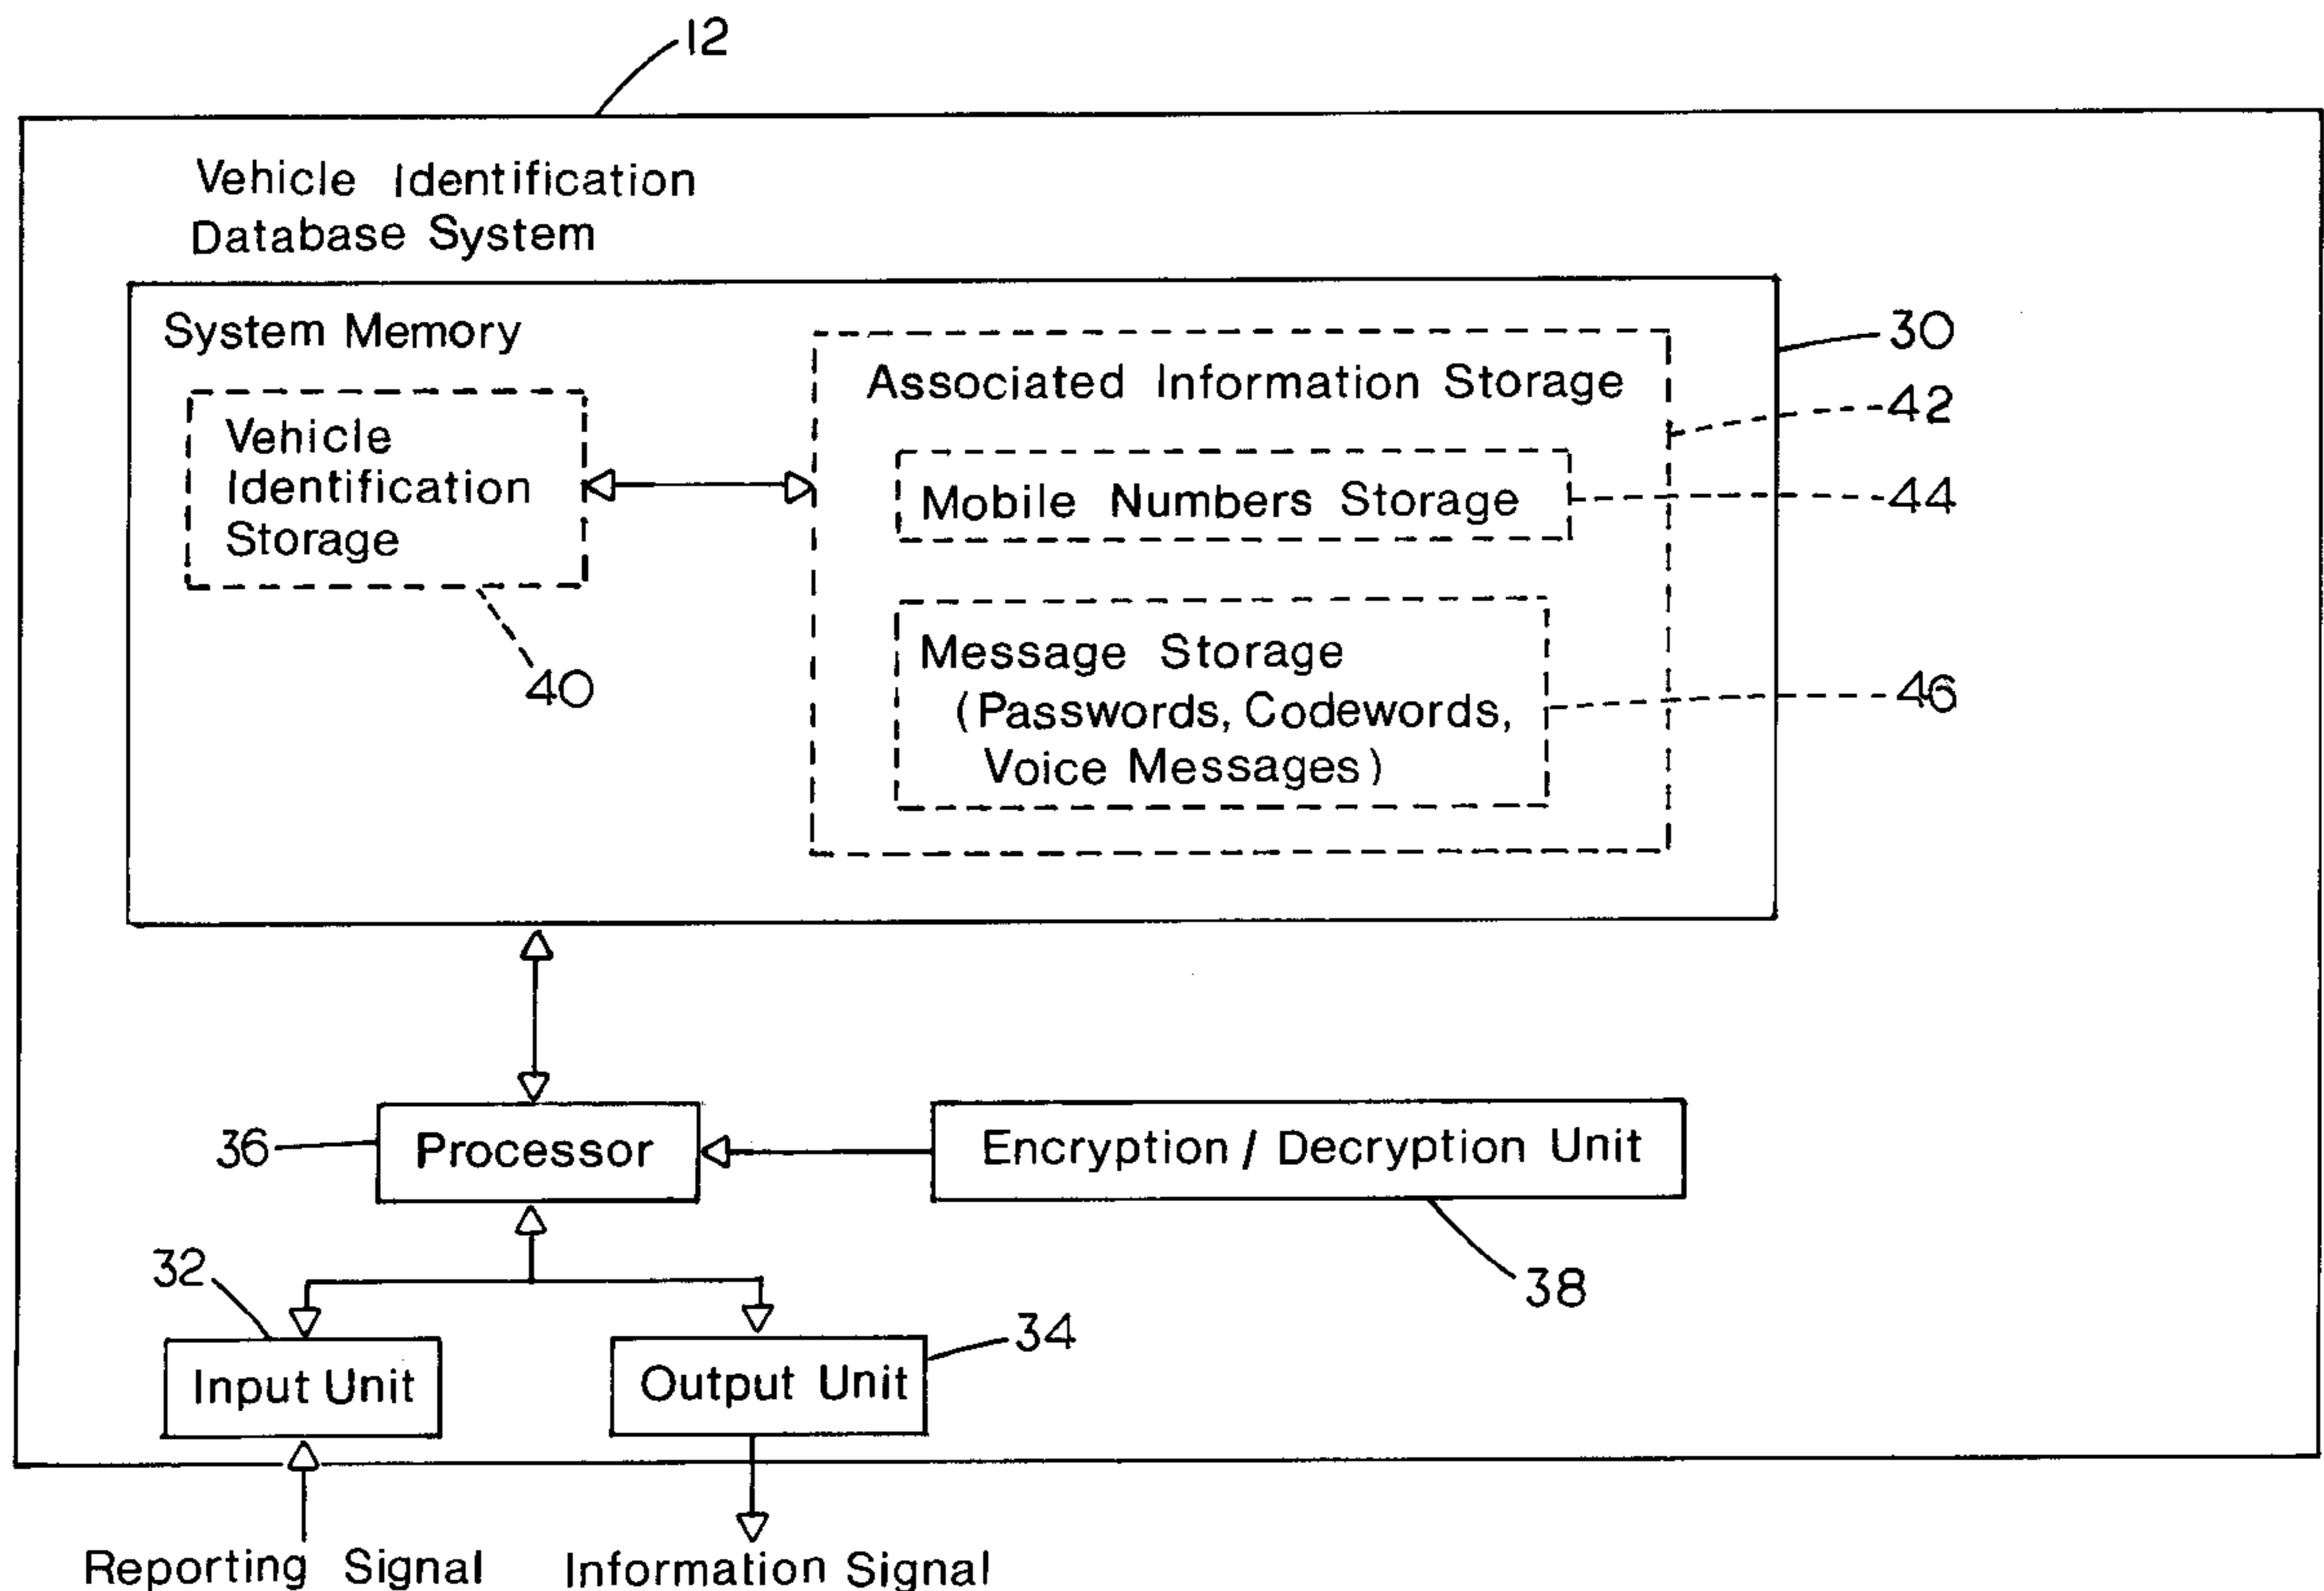 12
Vehicle Identification
Database System
System Memory
30
Associated Information Storage
42
Vehicle
Identification
Storage
Mobile Numbers Storage
44
40
Message Storage
(Passwords, Codewords,
Voice Messages)
46
36
Processor
Encryption / Decryption Unit
32
38
34
Input Unit
Output Unit
Reporting Signal
Information Signal